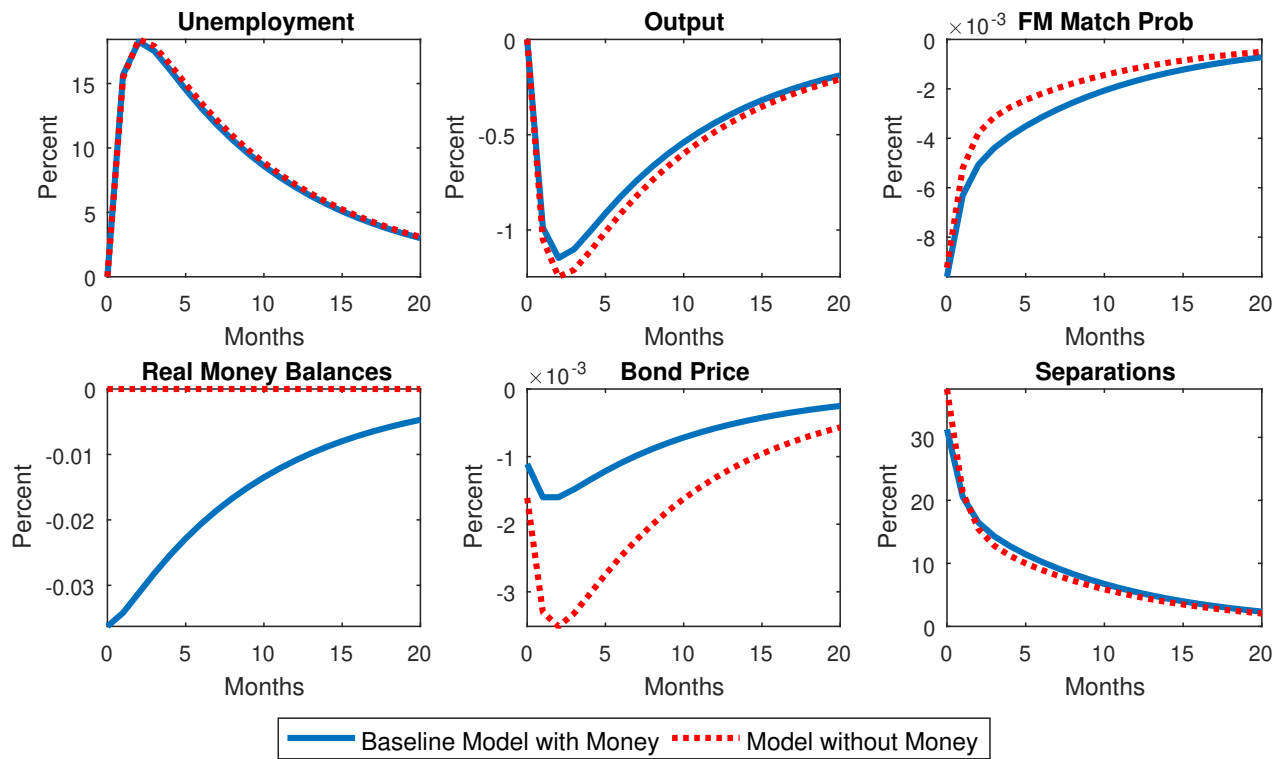 Unemployment
Percent
15
10
5
0
0 5 10 15 20
Months
Output
Percent
0
-0.5
-1
0 5 10 15 20
Months
FM Match Prob
×10⁻³
Percent
0
-2
-4
-6
-8
0 5 10 15 20
Months
Real Money Balances
Percent
0
-0.01
-0.02
-0.03
0 5 10 15 20
Months
Bond Price
×10⁻³
Percent
0
-1
-2
-3
0 5 10 15 20
Months
Separations
Percent
30
20
10
0
0 5 10 15 20
Months
Baseline Model with Money Model without Money